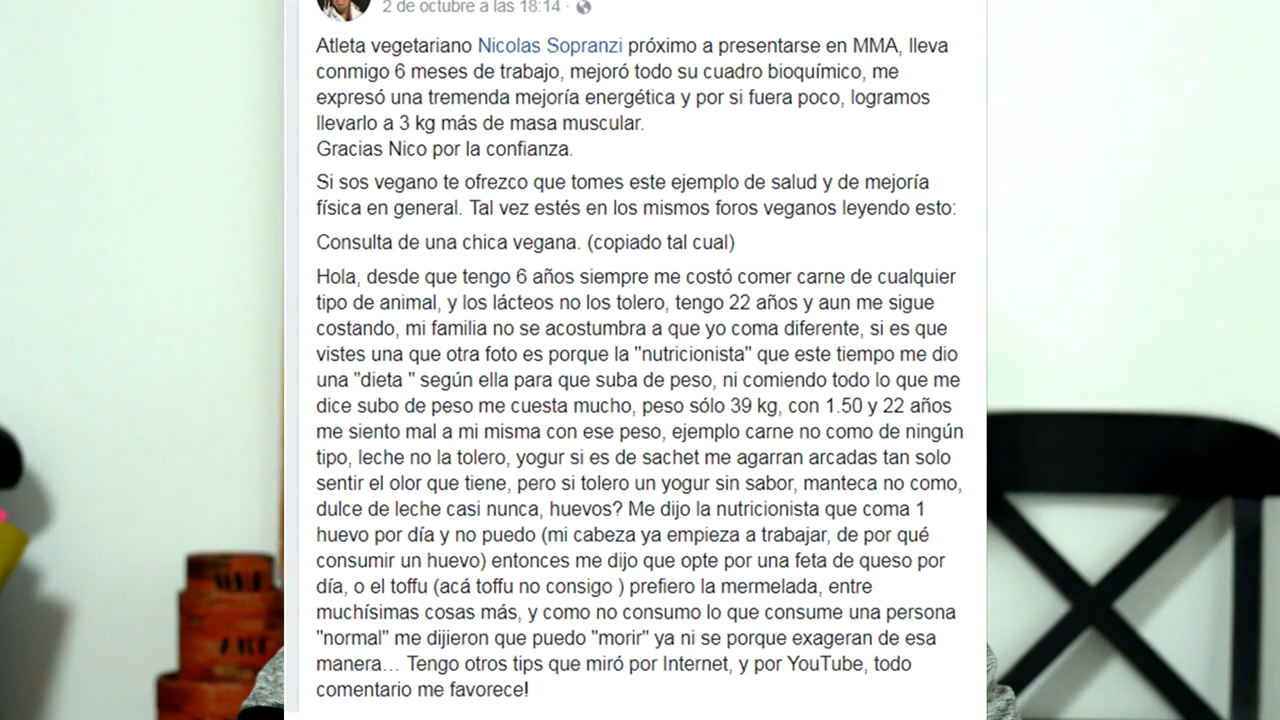 2 de octubre a las 18:14 ·
Atleta vegetariano Nicolas Sopranzi próximo a presentarse en MMA, lleva
conmigo 6 meses de trabajo, mejoró todo su cuadro bioquímico, me
expresó una tremenda mejoría energética y por si fuera poco, logramos
llevarlo a 3 kg más de masa muscular.
Gracias Nico por la confianza.
Si sos vegano te ofrezco que tomes este ejemplo de salud y de mejoría
física en general. Tal vez estés en los mismos foros veganos leyendo esto:
Consulta de una chica vegana. (copiado tal cual)
Hola, desde que tengo 6 años siempre me costó comer carne de cualquier
tipo de animal, y los lácteos no los tolero, tengo 22 años y aun me sigue
costando, mi familia no se acostumbra a que yo coma diferente, si es que
vistes una que otra foto es porque la "nutricionista" que este tiempo me dio
una "dieta " según ella para que suba de peso, ni comiendo todo lo que me
dice subo de peso me cuesta mucho, peso sólo 39 kg, con 1.50 y 22 años
me siento mal a mi misma con ese peso, ejemplo carne no como de ningún
tipo, leche no la tolero, yogur si es de sachet me agarran arcadas tan solo
sentir el olor que tiene, pero si tolero un yogur sin sabor, manteca no como,
dulce de leche casi nunca, huevos? Me dijo la nutricionista que coma 1
huevo por día y no puedo (mi cabeza ya empieza a trabajar, de por qué
consumir un huevo) entonces me dijo que opte por una feta de queso por
día, o el toffu (acá toffu no consigo ) prefiero la mermelada, entre
muchísimas cosas más, y como no consumo lo que consume una persona
"normal" me dijieron que puedo "morir" ya ni se porque exageran de esa
manera… Tengo otros tips que miró por Internet, y por YouTube, todo
comentario me favorece!